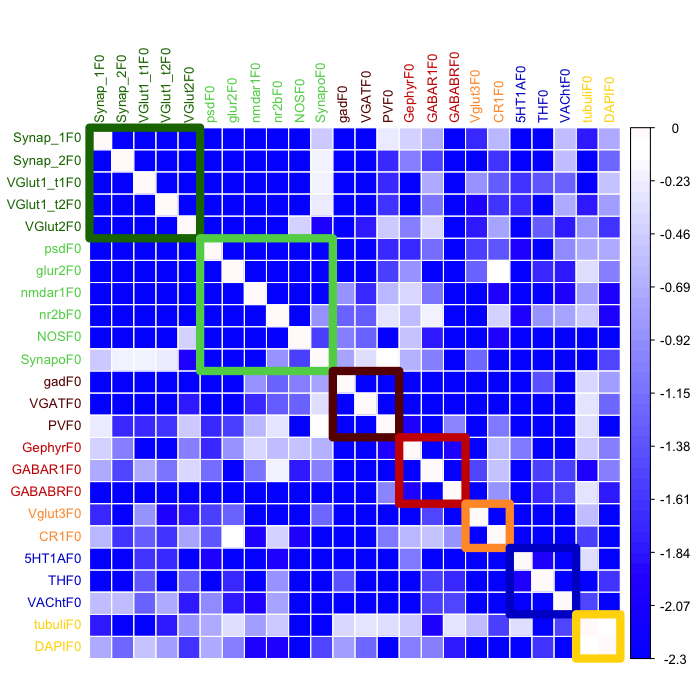 Synap_1F0 Synap_2F0 VGlut1_t1F0 VGlut1_t2F0 VGlut2F0 psdF0 glur2F0 nmdar1F0 nr2bF0 NOSF0 SynapoF0 gadF0 VGATF0 PVF0 GephyrF0 GABAR1F0 GABABRF0 Vglut3F0 CR1F0 5HT1AF0 THF0 VAChtF0 tubuliF0 DAPIF0
Synap_1F0
Synap_2F0
VGlut1_t1F0
VGlut1_t2F0
VGlut2F0
psdF0
glur2F0
nmdar1F0
nr2bF0
NOSF0
SynapoF0
gadF0
VGATF0
PVF0
GephyrF0
GABAR1F0
GABABRF0
Vglut3F0
CR1F0
5HT1AF0
THF0
VAChtF0
tubuliF0
DAPIF0
0
-0.23
-0.46
-0.69
-0.92
-1.15
-1.38
-1.61
-1.84
-2.07
-2.3